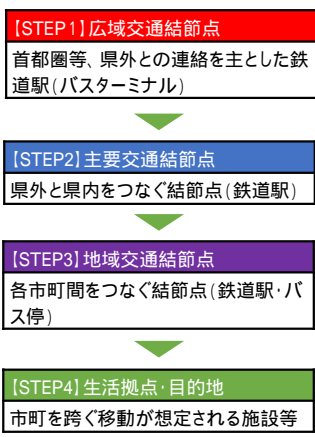 【STEP1】広域交通結節点
首都圏等、県外との連絡を主とした鉄
道駅(バスターミナル)
【STEP2】主要交通結節点
県外と県内をつなぐ結節点(鉄道駅)
【STEP3】地域交通結節点
各市町間をつなぐ結節点(鉄道駅・バ
ス停)
【STEP4】生活拠点・目的地
市町を跨ぐ移動が想定される施設等